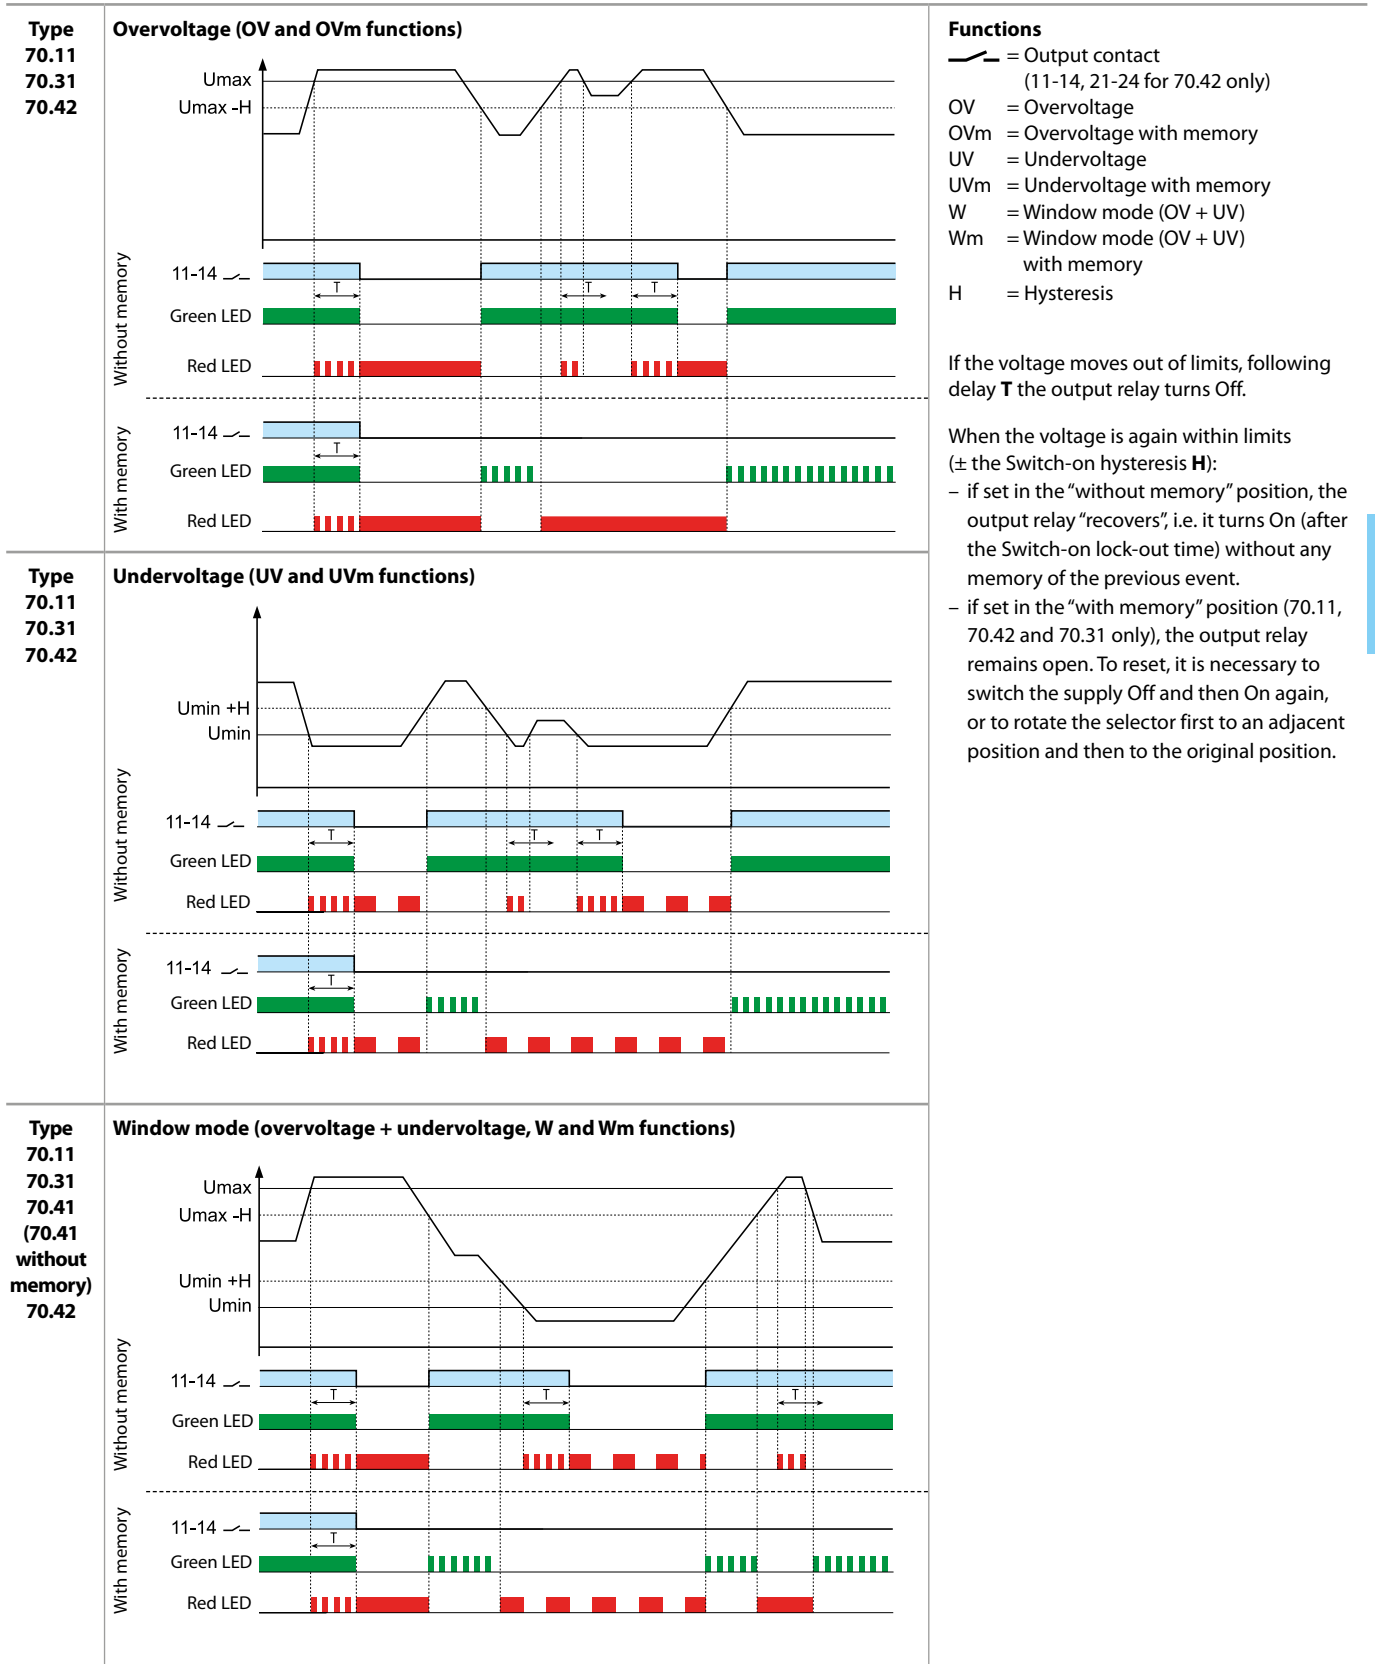 Type
70.11
70.31
70.42
Overvoltage (OV and OVm functions)
Umax
Umax -H
Without memory
11-14
T
T
T
Green LED
Red LED
With memory
11-14
T
Green LED
Red LED
Type
70.11
70.31
70.42
Undervoltage (UV and UVm functions)
Umin +H
Umin
Without memory
11-14
T
T
T
Green LED
Red LED
With memory
11-14
T
Green LED
Red LED
Type
70.11
70.31
70.41
(70.41
without
memory)
70.42
Window mode (overvoltage + undervoltage, W and Wm functions)
Umax
Umax -H
Umin +H
Umin
Without memory
11-14
T
T
T
Green LED
Red LED
With memory
11-14
T
Green LED
Red LED
Functions
= Output contact
(11-14, 21-24 for 70.42 only)
OV = Overvoltage
OVm = Overvoltage with memory
UV = Undervoltage
UVm = Undervoltage with memory
W = Window mode (OV + UV)
Wm = Window mode (OV + UV)
with memory
H = Hysteresis
If the voltage moves out of limits, following
delay T the output relay turns Off.
When the voltage is again within limits
(± the Switch-on hysteresis H):
– if set in the “without memory” position, the
output relay “recovers”, i.e. it turns On (after
the Switch-on lock-out time) without any
memory of the previous event.
– if set in the “with memory” position (70.11,
70.42 and 70.31 only), the output relay
remains open. To reset, it is necessary to
switch the supply Off and then On again,
or to rotate the selector first to an adjacent
position and then to the original position.